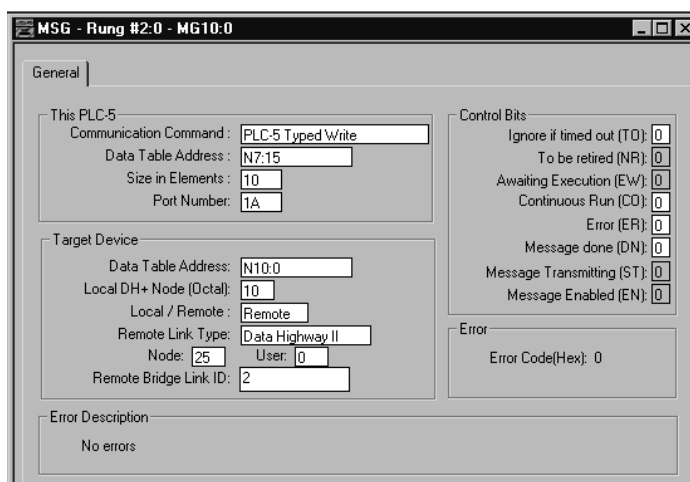 MSG - Rung #2:0 - MG10:0
General
This PLC-5
Communication Command : PLC-5 Typed Write
Data Table Address : N7:15
Size in Elements : 10
Port Number: 1A
Target Device
Data Table Address: N10:0
Local DH+ Node (Octal): 10
Local / Remote : Remote
Remote Link Type: Data Highway II
Node: 25 User: 0
Remote Bridge Link ID: 2
Control Bits
Ignore if timed out (TO): 0
To be retired (NR): 0
Awaiting Execution (EW): 0
Continuous Run (CO): 0
Error (ER): 0
Message done (DN): 0
Message Transmitting (ST): 0
Message Enabled (EN): 0
Error
Error Code(Hex): 0
Error Description
No errors